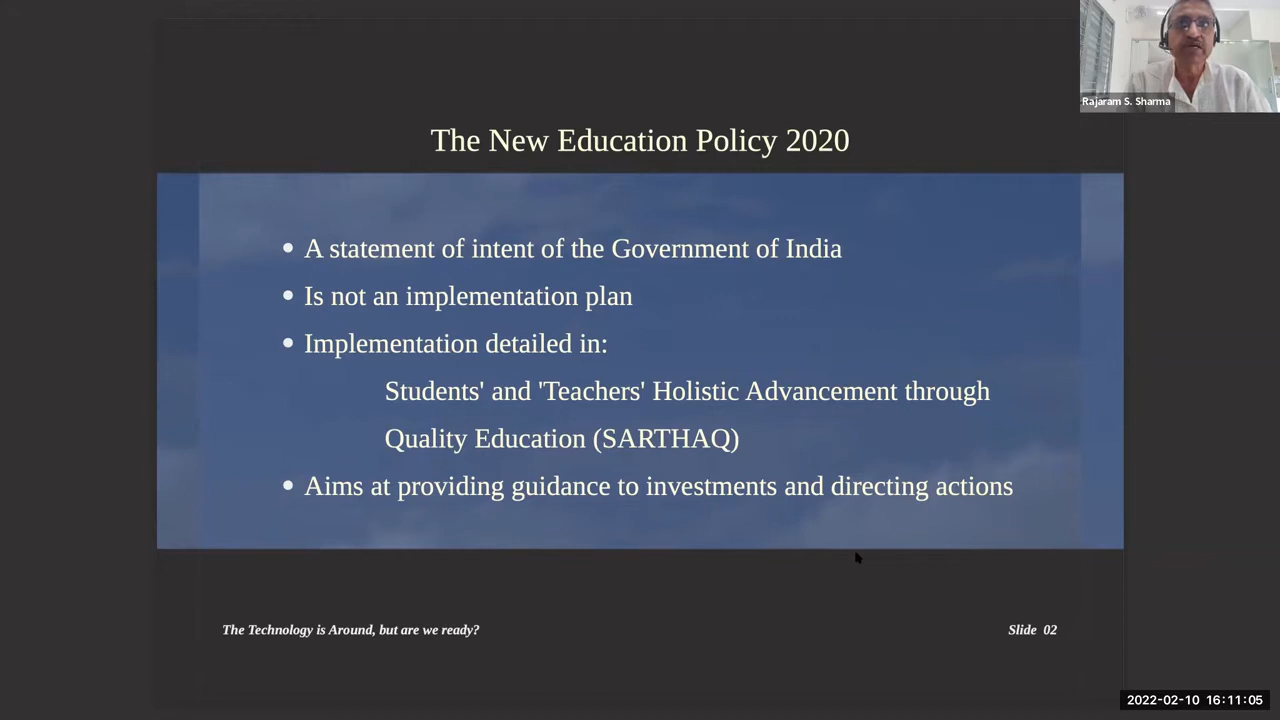 Rajaram S. Sharma
The New Education Policy 2020
• A statement of intent of the Government of India
• Is not an implementation plan
• Implementation detailed in:
Students' and 'Teachers' Holistic Advancement through
Quality Education (SARTHAQ)
• Aims at providing guidance to investments and directing actions
The Technology is Around, but are we ready?
Slide 02
2022-02-10 16:11:05